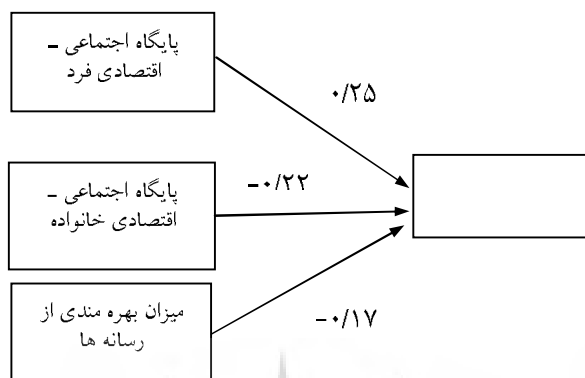 پایگاه اجتماعی –
اقتصادی فرد
۰/۲۵
پایگاه اجتماعی –
اقتصادی خانواده
-۰/۲۲
میزان بهره مندی از
رسانه ها
-۰/۱۷